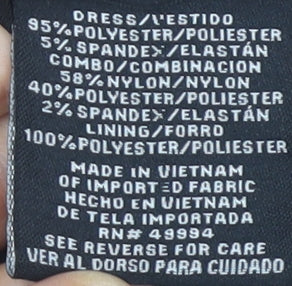 DRESS/VESTIDO
95% POLYESTER/POLIESTER
5% SPANDEX/ELASTÁN
COMBO/COMBINACION
58% NYLON/NYLON
40% POLYESTER/POLIESTER
2% SPANDEX/ELASTÁN
LINING/FORRO
100% POLYESTER/POLIESTER
MADE IN VIETNAM
OF IMPORTED FABRIC
HECHO EN VIETNAM
DE TELA IMPORTADA
RN# 49994
SEE REVERSE FOR CARE
VER AL DORSO PARA CUIDADO